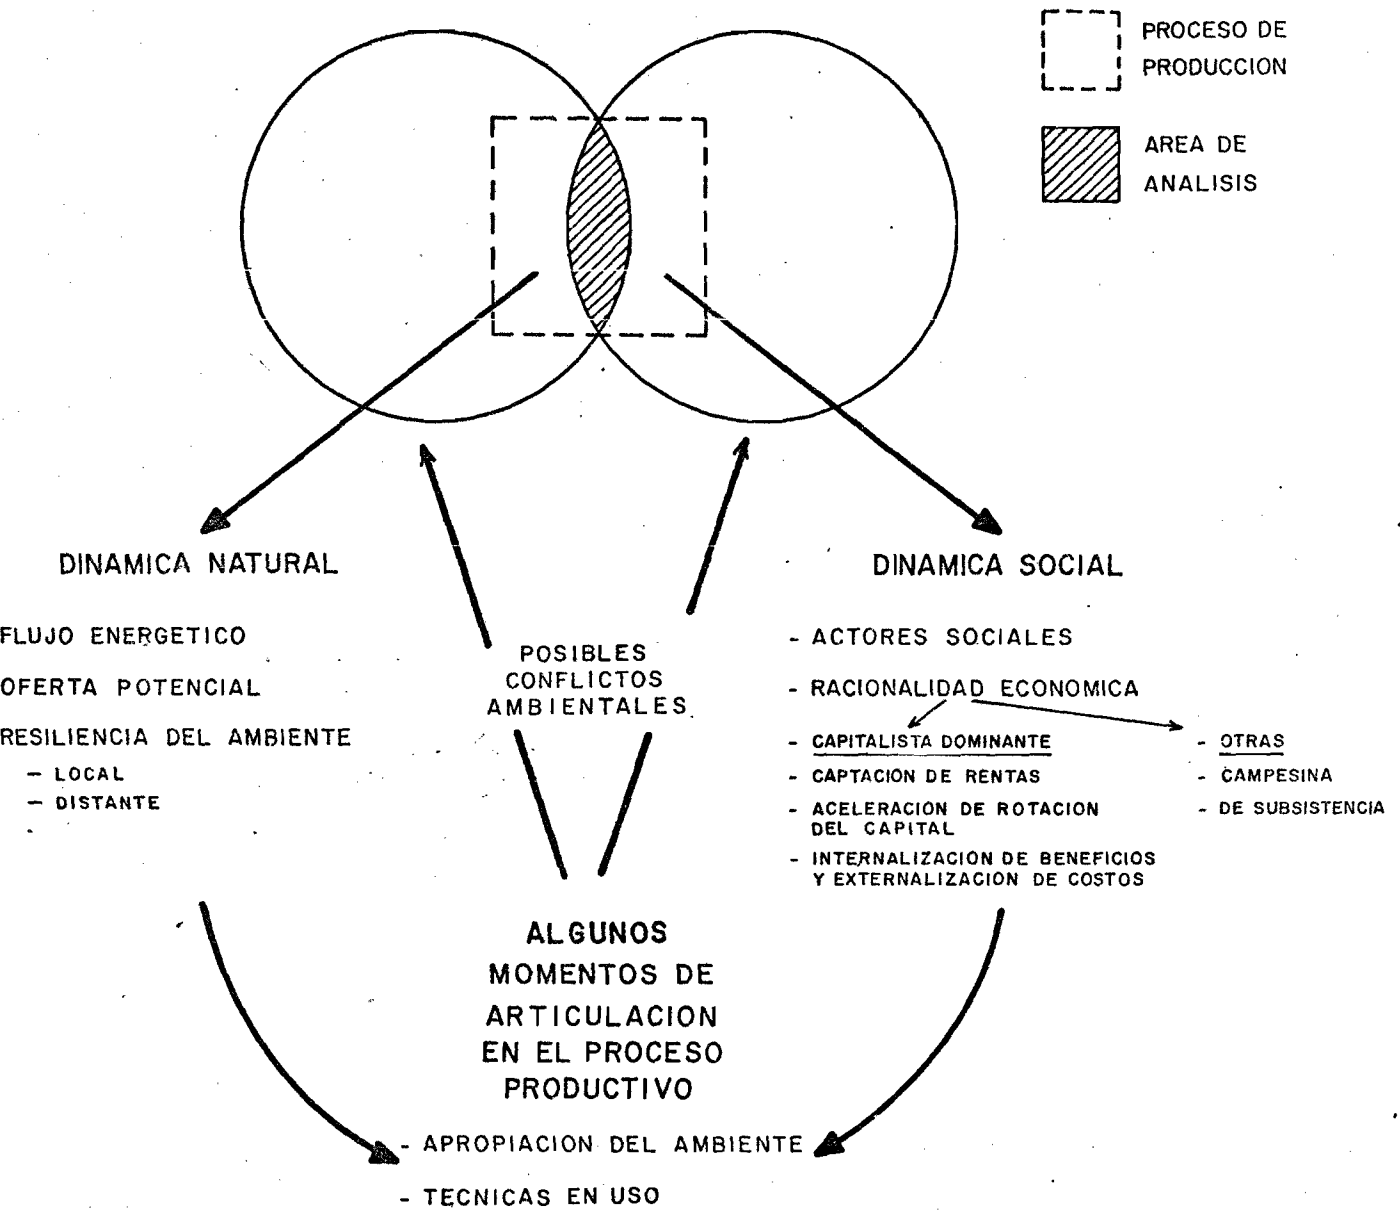 PROCESO DE
PRODUCCION
AREA DE
ANALISIS
DINAMICA NATURAL
FLUJO ENERGETICO
OFERTA POTENCIAL
RESILIENCIA DEL AMBIENTE
- LOCAL
- DISTANTE
POSIBLES
CONFLICTOS
AMBIENTALES
DINAMICA SOCIAL
- ACTORES SOCIALES
- RACIONALIDAD ECONOMICA
- CAPITALISTA DOMINANTE
- CAPTACION DE RENTAS
- ACELERACION DE ROTACION
DEL CAPITAL
- INTERNALIZACION DE BENEFICIOS
Y EXTERNALIZACION DE COSTOS
- OTRAS
- CAMPESINA
- DE SUBSISTENCIA
ALGUNOS
MOMENTOS DE
ARTICULACION
EN EL PROCESO
PRODUCTIVO
- APROPIACION DEL AMBIENTE
- TECNICAS EN USO